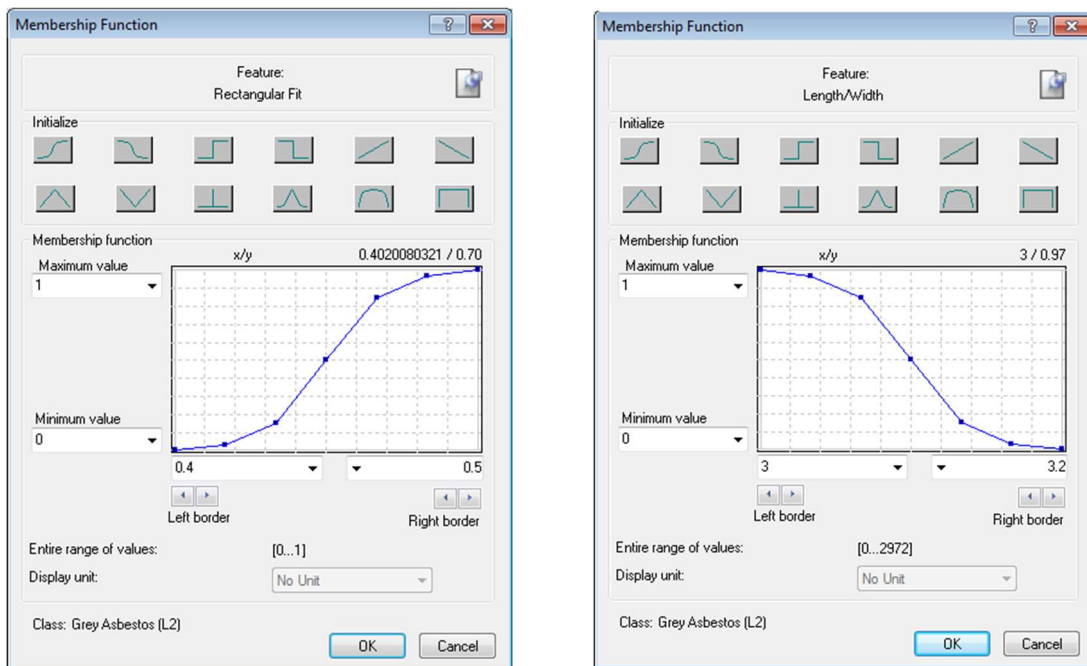 Membership Function
?
Feature:
Rectangular Fit
Initialize
Membership function
Maximum value
x/y
0.4020080321 / 0.70
1
Minimum value
0
0.4
0.5
Left border
Right border
Entire range of values:
[0...1]
Display unit:
No Unit
Class: Grey Asbestos (L2)
OK
Cancel
Membership Function
?
Feature:
Length/Width
Initialize
Membership function
Maximum value
x/y
3 / 0.97
1
Minimum value
0
3
3.2
Left border
Right border
Entire range of values:
[0...2972]
Display unit:
No Unit
Class: Grey Asbestos (L2)
OK
Cancel